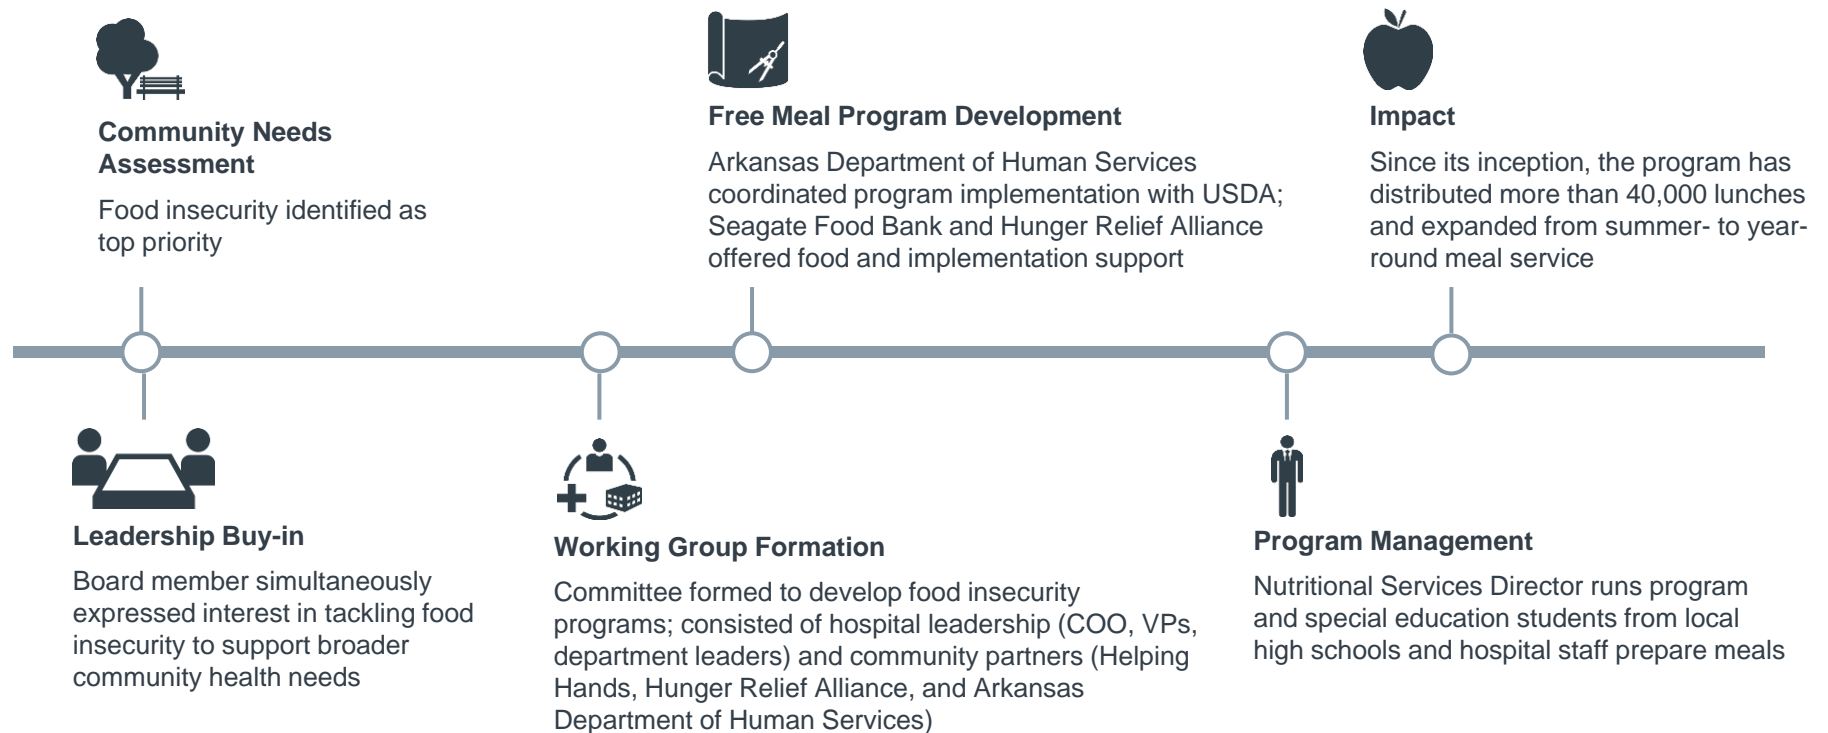 Community Needs
Assessment
Food insecurity identified as
top priority
Free Meal Program Development
Arkansas Department of Human Services
coordinated program implementation with USDA;
Seagate Food Bank and Hunger Relief Alliance
offered food and implementation support
Impact
Since its inception, the program has
distributed more than 40,000 lunches
and expanded from summer- to year-
round meal service
Leadership Buy-in
Board member simultaneously
expressed interest in tackling food
insecurity to support broader
community health needs
Working Group Formation
Committee formed to develop food insecurity
programs; consisted of hospital leadership (COO, VPs,
department leaders) and community partners (Helping
Hands, Hunger Relief Alliance, and Arkansas
Department of Human Services)
Program Management
Nutritional Services Director runs program
and special education students from local
high schools and hospital staff prepare meals